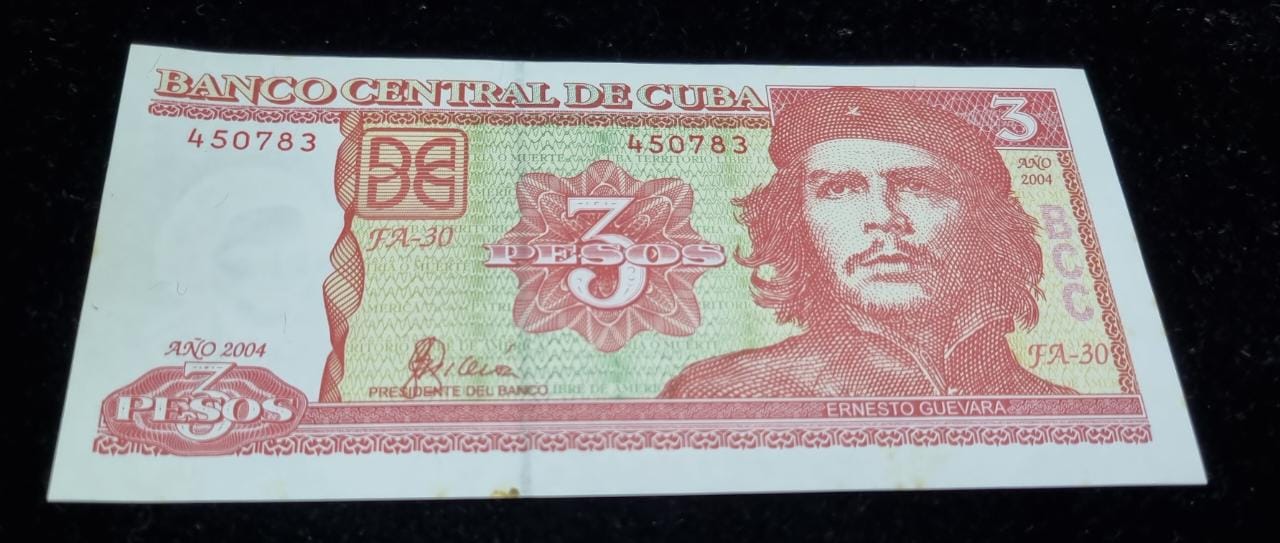 BANCO CENTRAL DE CUBA
3
450783
450783
AÑO
2004
FA-30
3
PESOS
BCC
AÑO 2004
FA-30
3
PESOS
PRESIDENTE DEL BANCO
ERNESTO GUEVARA